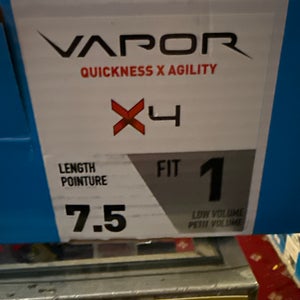 VAPOR
QUICKNESS X AGILITY
X4
LENGTH
POINTURE
7.5
FIT 1
LOW VOLUME
PETIT VOLUME